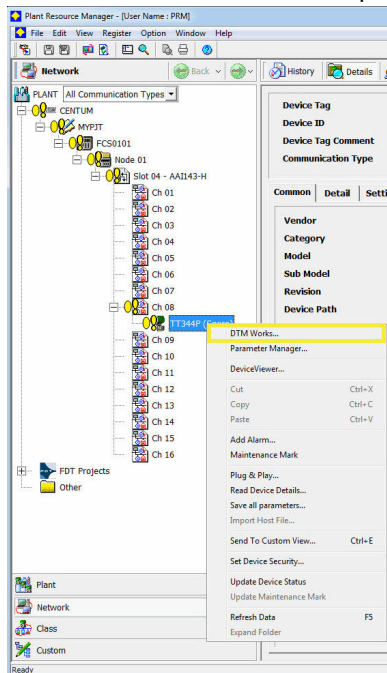 Plant Resource Manager - [User Name : PRM]
File Edit View Register Option Window Help
Network Back History Details
PLANT All Communication Types
CENTUM
MYPJT
FCS0101
Node 01
Slot 04 - AAI143-H
Ch 01
Ch 02
Ch 03
Ch 04
Ch 05
Ch 06
Ch 07
Ch 08
TT344P
Ch 09
Ch 10
Ch 11
Ch 12
Ch 13
Ch 14
Ch 15
Ch 16
FDT Projects
Other
Device Tag
Device ID
Device Tag Comment
Communication Type
Common Detail Setti
Vendor
Category
Model
Sub Model
Revision
Device Path
DTM Works...
Parameter Manager...
DeviceViewer...
Cut Ctrl+X
Copy Ctrl+C
Paste Ctrl+V
Add Alarm...
Maintenance Mark
Plug & Play...
Read Device Details...
Save all parameters...
Import Host File...
Send To Custom View... Ctrl+E
Set Device Security...
Update Device Status
Update Maintenance Mark
Refresh Data F5
Expand Folder
Plant
Network
Class
Custom
Ready